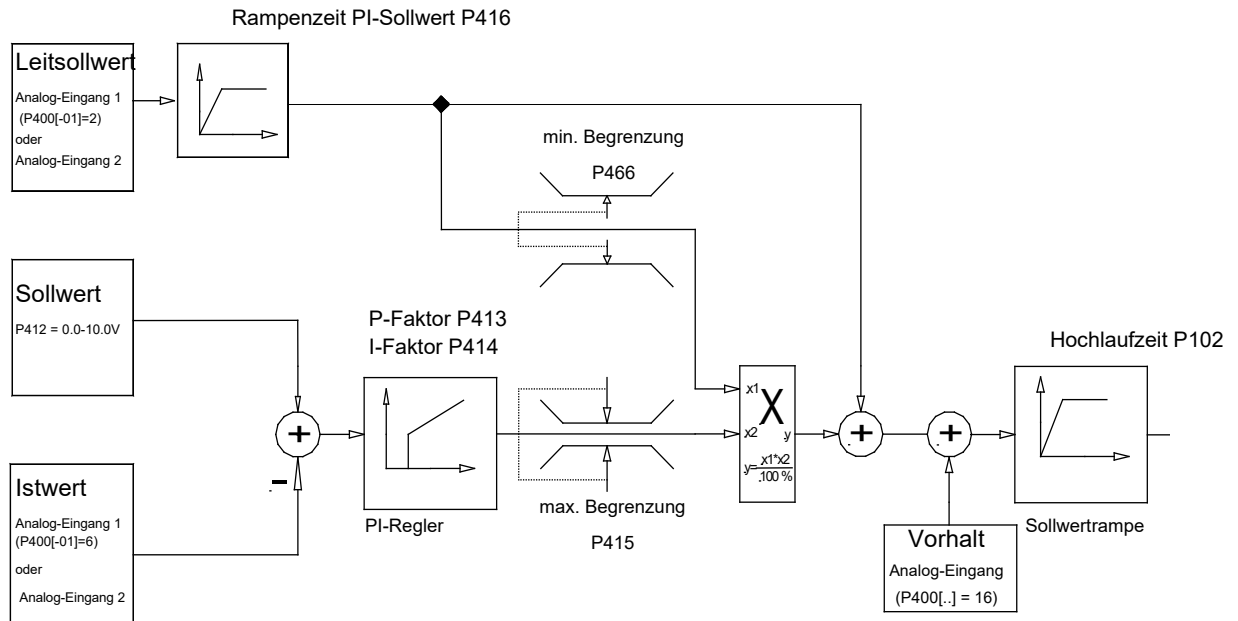 Rampenzeit PI-Sollwert P416
Leitsollwert
Analog-Eingang 1
(P400[-01]=2)
oder
Analog-Eingang 2
min. Begrenzung
P466
Sollwert
P412 = 0.0-10.0V
P-Faktor P413
I-Faktor P414
Hochlaufzeit P102
x1
X
x2
y
y=
x1*x2
100 %
+
+
+
-
Istwert
Analog-Eingang 1
(P400[-01]=6)
oder
Analog-Eingang 2
PI-Regler
max. Begrenzung
P415
Vorhalt
Analog-Eingang
(P400[..] = 16)
Sollwertrampe